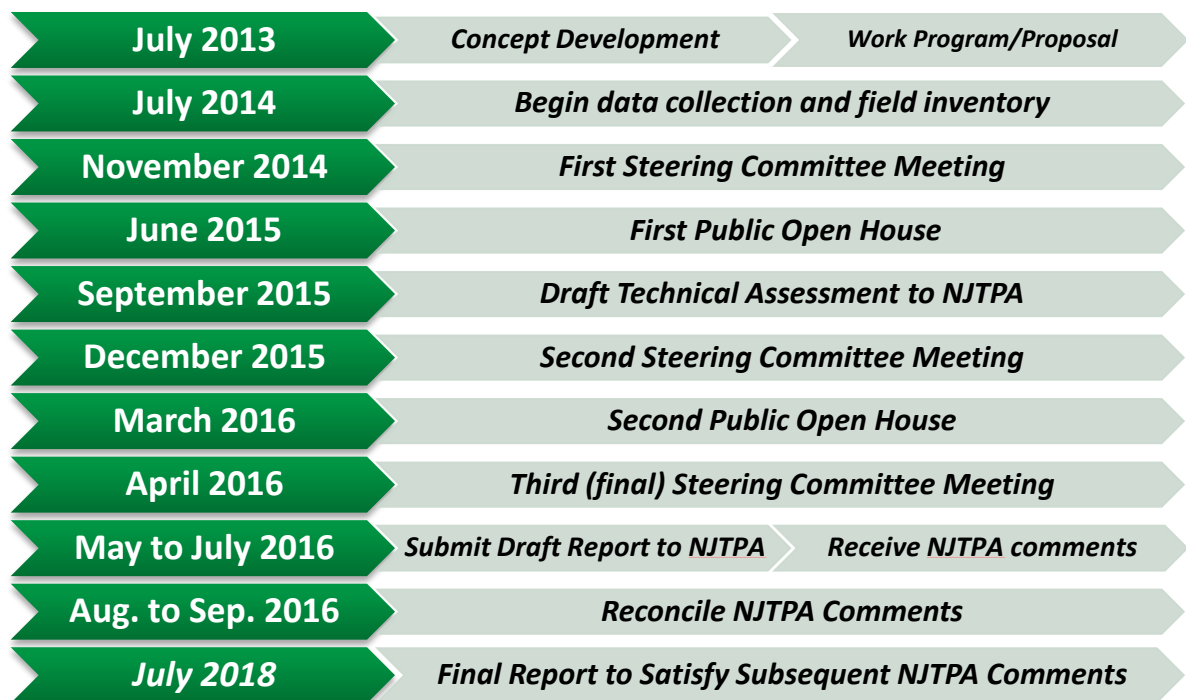 July 2013 Concept Development Work Program/Proposal
July 2014 Begin data collection and field inventory
November 2014 First Steering Committee Meeting
June 2015 First Public Open House
September 2015 Draft Technical Assessment to NJTPA
December 2015 Second Steering Committee Meeting
March 2016 Second Public Open House
April 2016 Third (final) Steering Committee Meeting
May to July 2016 Submit Draft Report to NJTPA Receive NJTPA comments
Aug. to Sep. 2016 Reconcile NJTPA Comments
July 2018 Final Report to Satisfy Subsequent NJTPA Comments